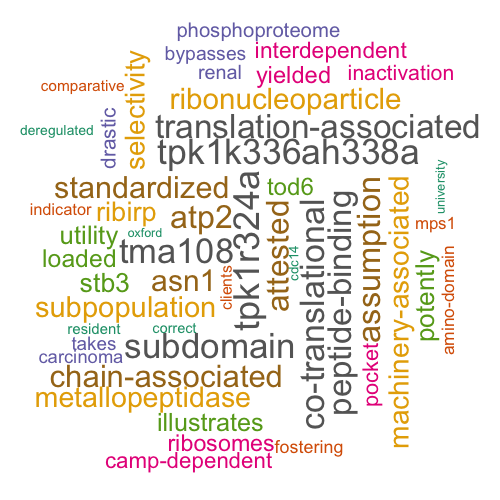 phosphoproteome
bypasses interdependent
renal yielded inactivation
comparative
selectivity
ribonucleoparticle
deregulated
drastic
translation-associated
tpk1k336ah338a
standardized
tod6
university
indicator ribirp atp2
tpk1r324a
attested
co-translational
peptide-binding
assumption
machinery-associated
mps1
utility oxford tma108
loaded
cdc14
potently
amino-domain
stb3 asn1
clients
subpopulation
resident correct
takes subdomain
pocket
carcinoma
chain-associated
metallopeptidase
illustrates
ribosomes fostering
camp-dependent